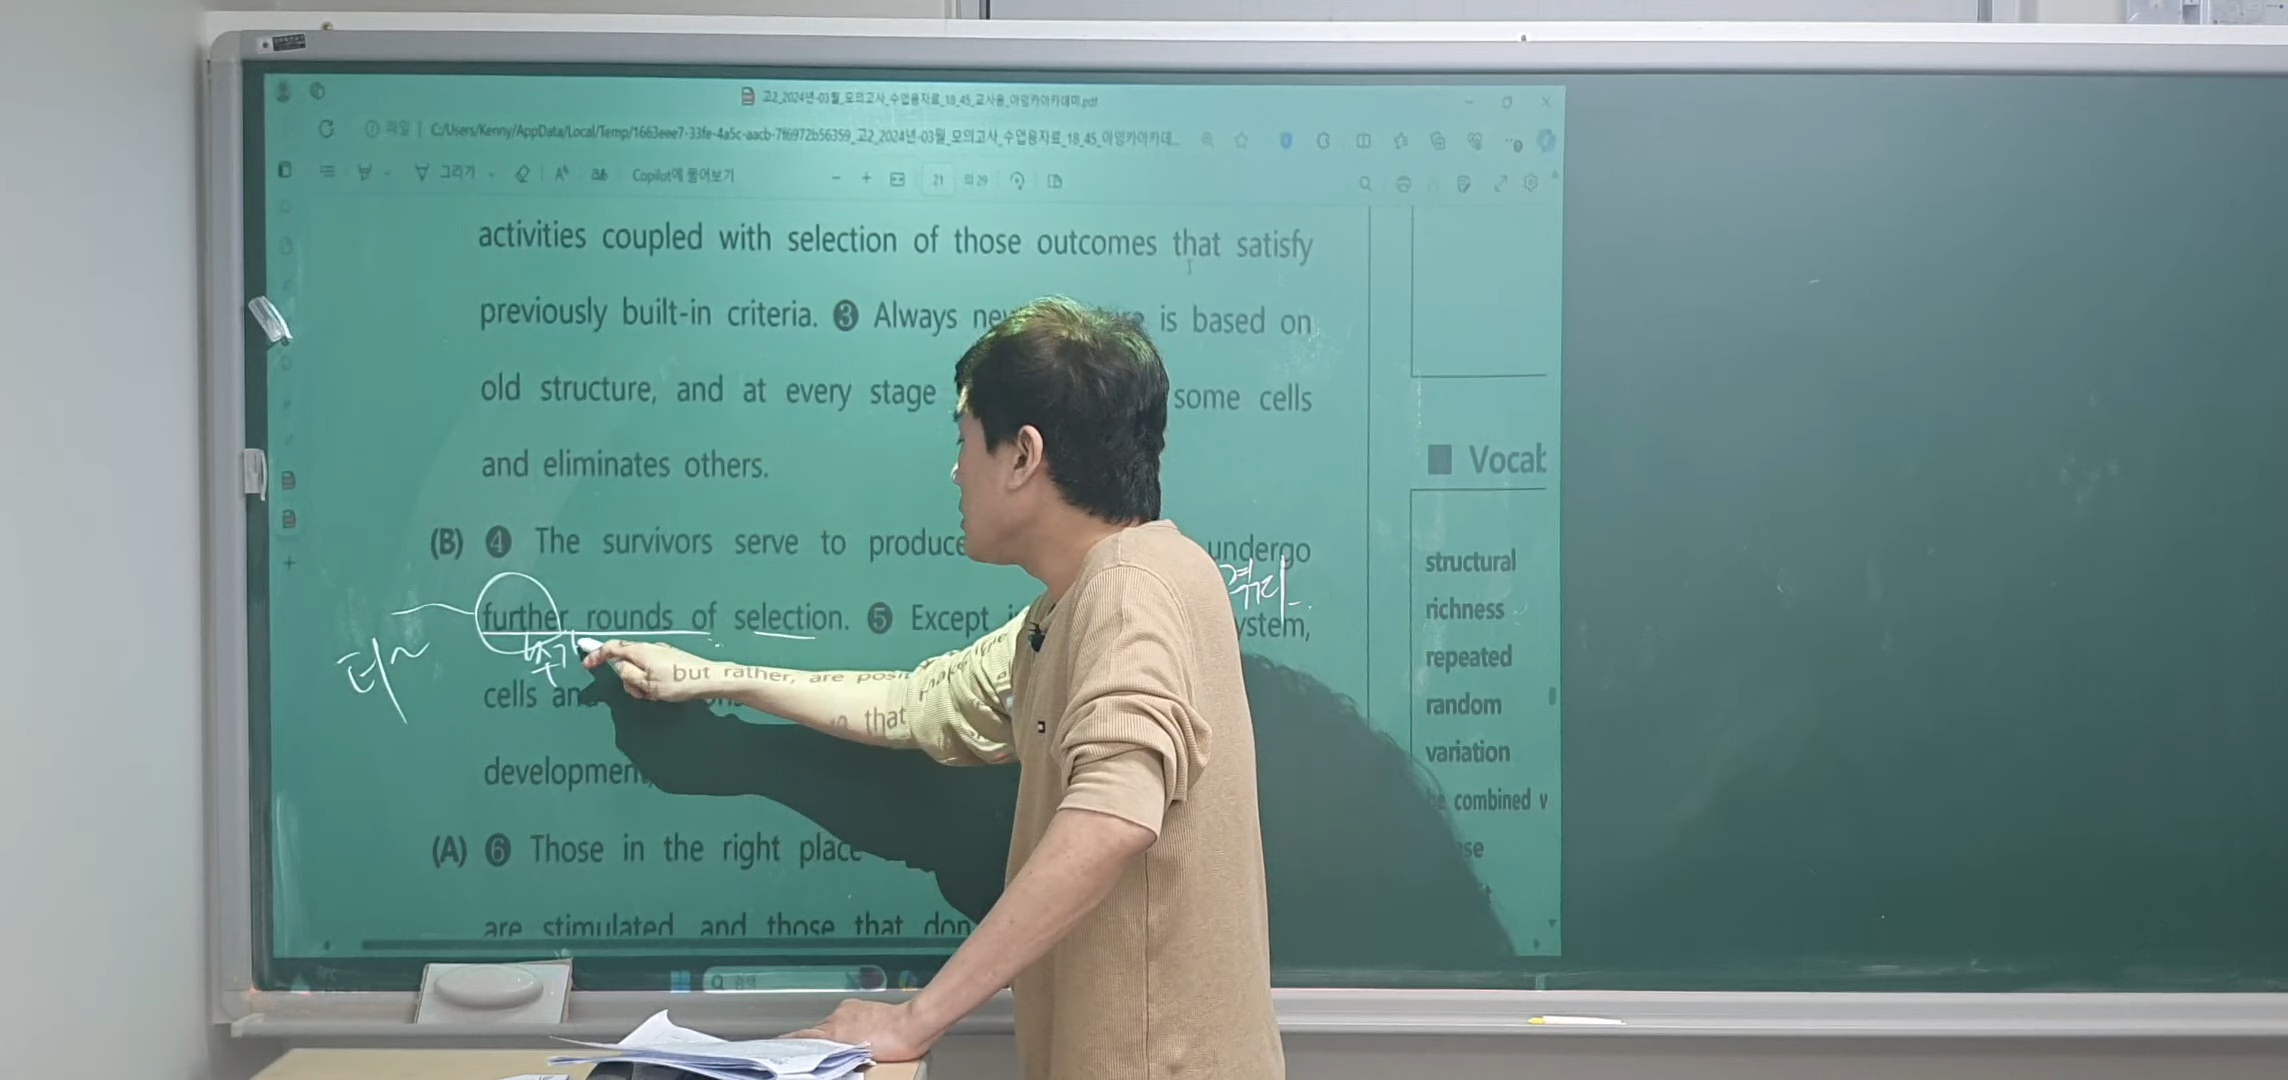 고2_2024년-03월_모의고사_수업용자료_18_45_교사용_아잉카아카데미.pdf
파일 C:/Users/Kenny/AppData/Local/Temp/1663eee7-33fe-4a5c-aacb-7f6972b56359_고2_2024년-03월_모의고사_수업용자료_18_45_아잉카아카데...
그리기 Copilot에 물어보기 21 의 29
activities coupled with selection of those outcomes that satisfy
previously built-in criteria. ❸ Always is based on
old structure, and at every stage some cells
and eliminates others.
(B) ❹ The survivors serve to produce undergo
further rounds of selection. ❺ Except
터~
추가
but rather, are
cells
that
development
(A) ❻ Those in the right place
are stimulated and those that don
■ Vocab
structural
richness
repeated
random
variation
combined
검색